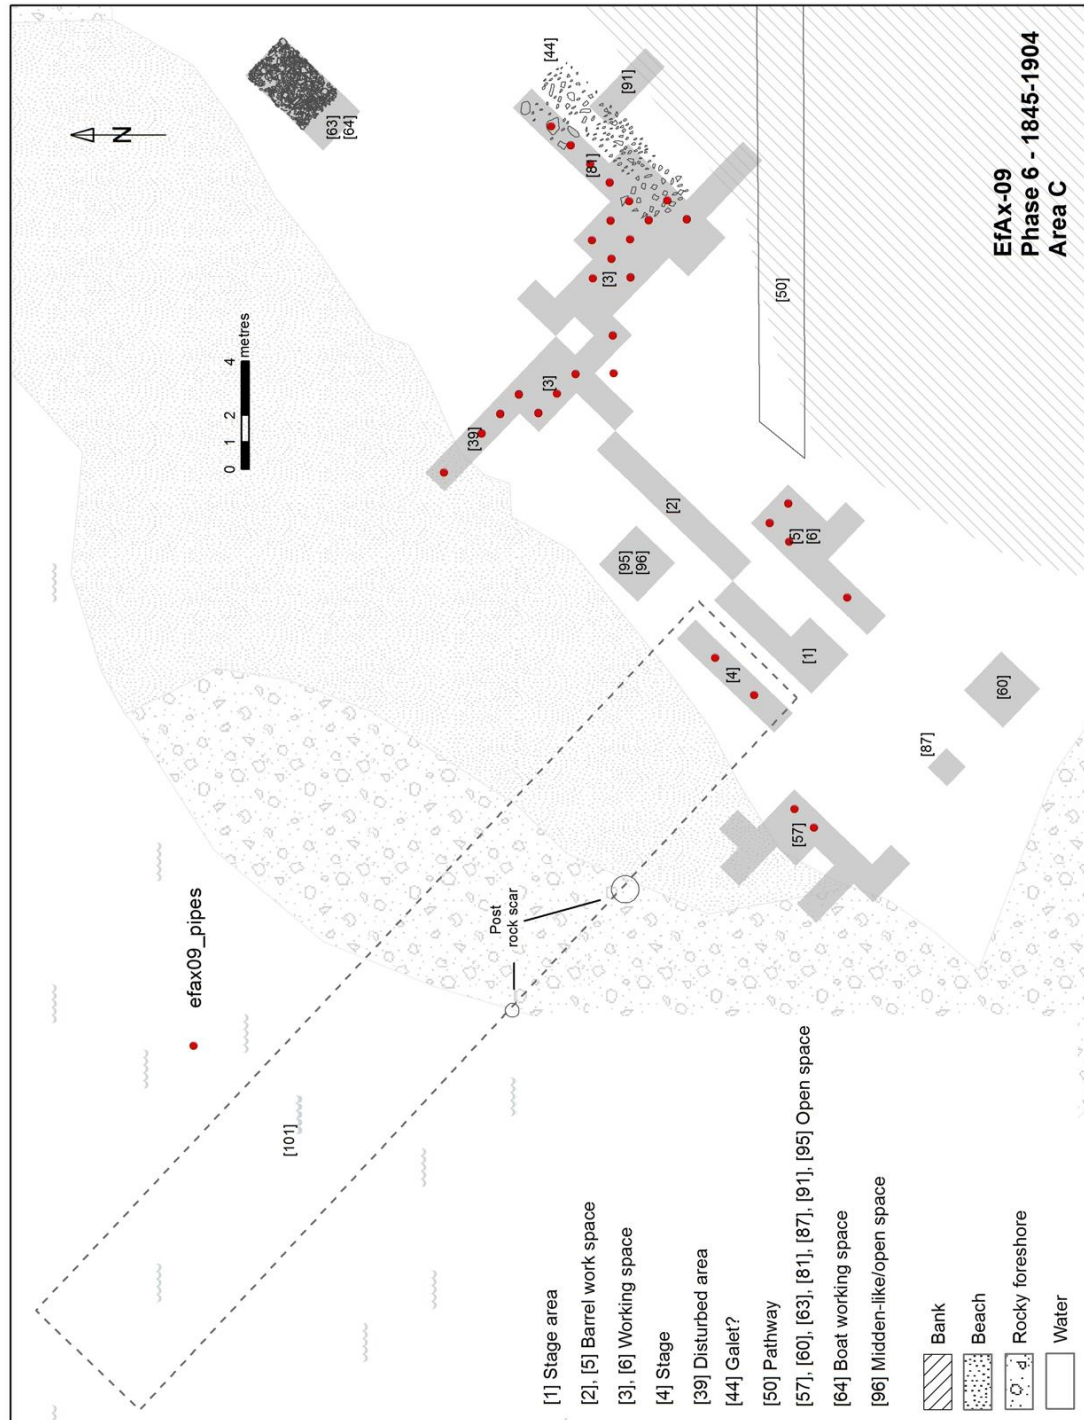 EfAx-09
Phase 6 - 1845-1904
Area C
N
0 1 2 4 metres
[63]
[64]
[44]
[91]
[81]
[3]
[3]
[39]
[50]
[2]
[95]
[96]
[5]
[6]
[4]
[1]
[60]
[87]
[57]
Post
rock scar
efax09_pipes
[101]
[1] Stage area
[2], [5] Barrel work space
[3], [6] Working space
[4] Stage
[39] Disturbed area
[44] Galet?
[50] Pathway
[57], [60], [63], [81], [87], [91], [95] Open space
[64] Boat working space
[96] Midden-like/open space
Bank
Beach
Rocky foreshore
Water